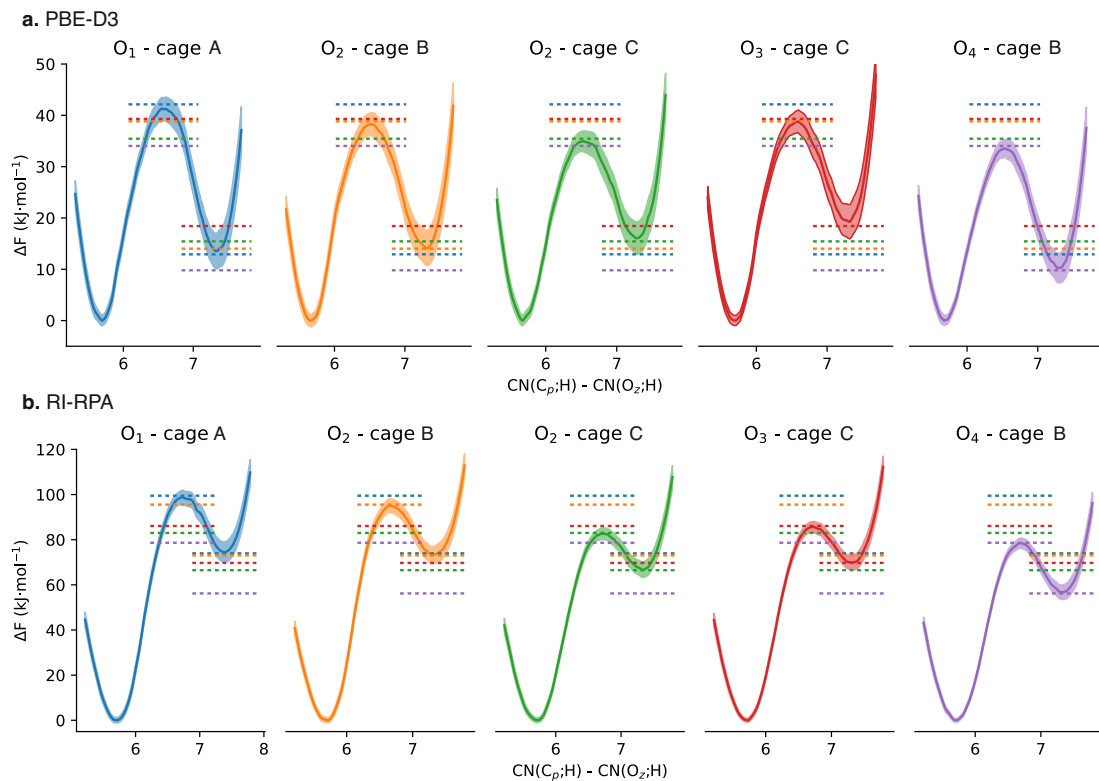 a. PBE-D3
O₁ - cage A
O₂ - cage B
O₂ - cage C
O₃ - cage C
O₄ - cage B
50
40
30
20
10
0
ΔF (kJ·mol⁻¹)
6 7
6 7
6 7
6 7
6 7
CN(Cₚ;H) - CN(O_z;H)
b. RI-RPA
O₁ - cage A
O₂ - cage B
O₂ - cage C
O₃ - cage C
O₄ - cage B
120
100
80
60
40
20
0
ΔF (kJ·mol⁻¹)
6 7 8
6 7
6 7
6 7
6 7
CN(Cₚ;H) - CN(O_z;H)